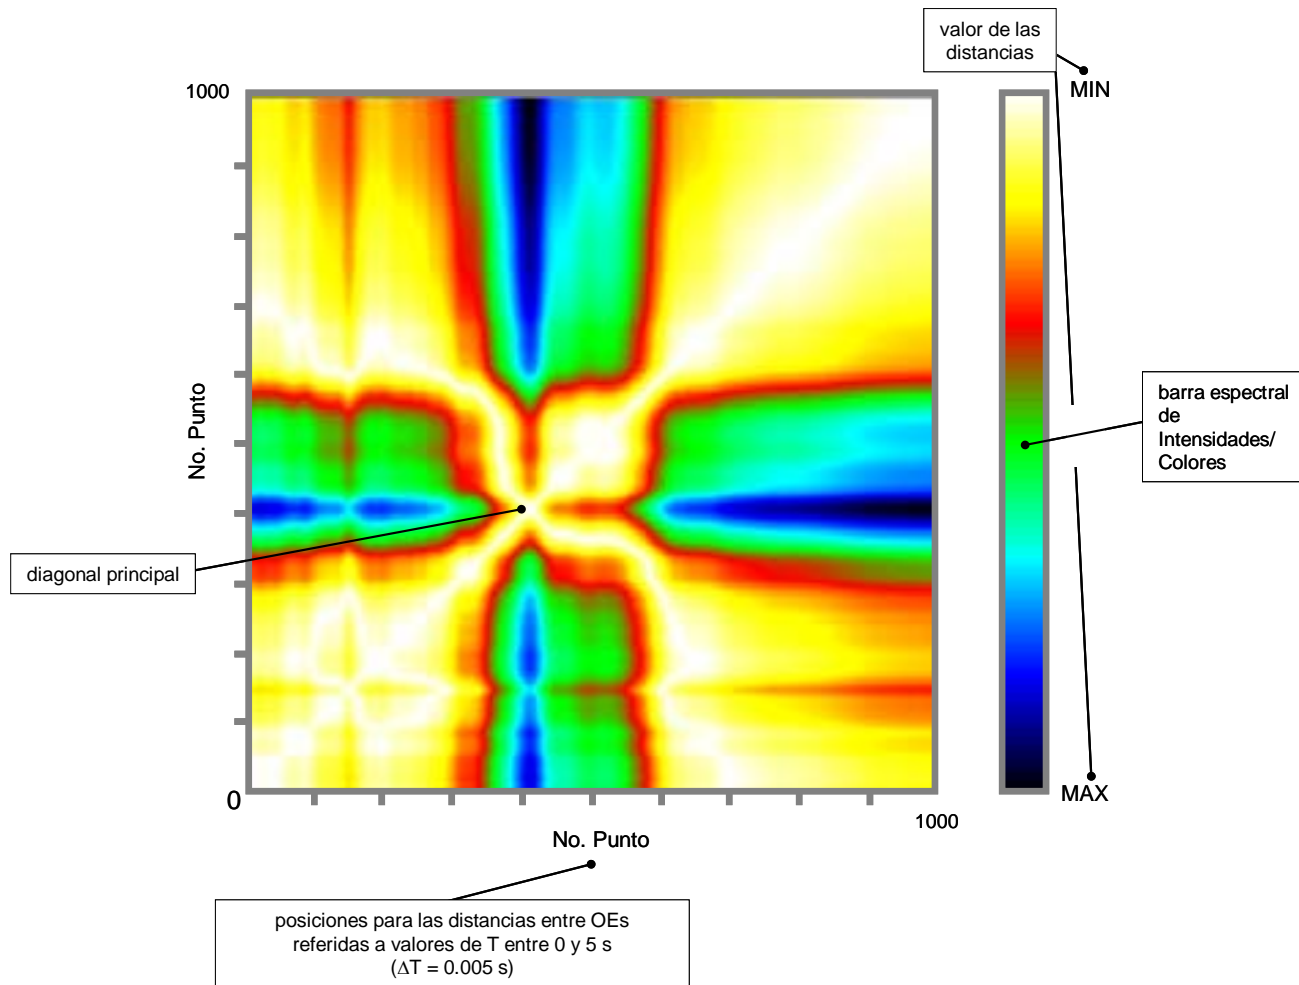 valor de las
distancias
MIN
1000
No. Punto
barra espectral
de
Intensidades/
Colores
diagonal principal
0
MAX
1000
No. Punto
posiciones para las distancias entre OEs
referidas a valores de T entre 0 y 5 s
(ΔT = 0.005 s)